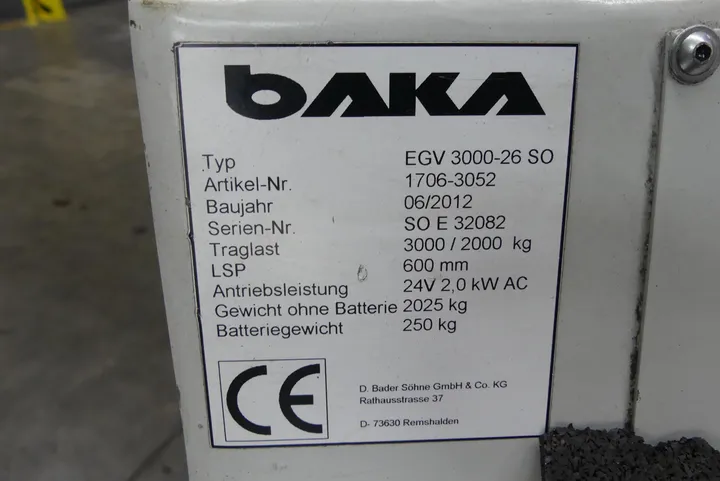 bAKA
Typ EGV 3000-26 SO
Artikel-Nr. 1706-3052
Baujahr 06/2012
Serien-Nr. SO E 32082
Traglast 3000 / 2000 kg
LSP 600 mm
Antriebsleistung 24V 2,0 kW AC
Gewicht ohne Batterie 2025 kg
Batteriegewicht 250 kg
CE
D. Bader Söhne GmbH & Co. KG
Rathausstrasse 37
D- 73630 Remshalden